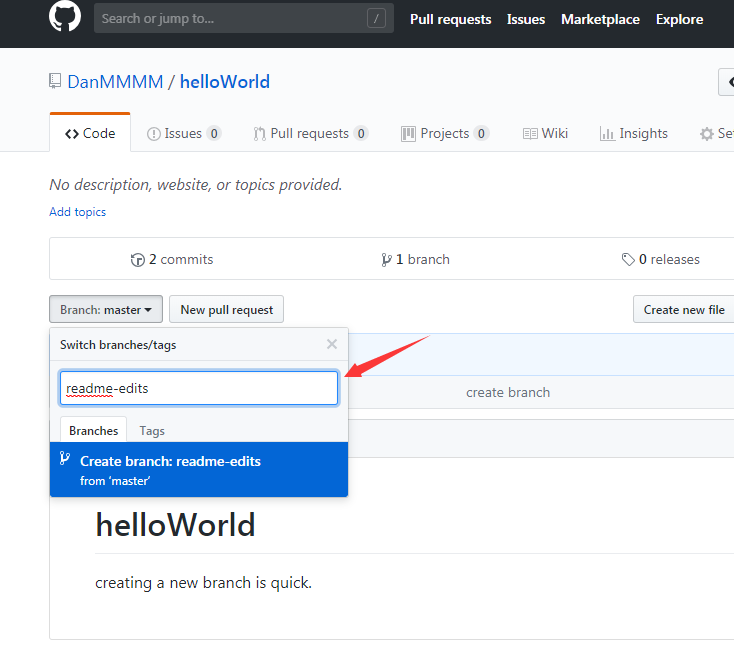 Search or jump to... / Pull requests Issues Marketplace Explore
DanMMMM / helloWorld
Code Issues 0 Pull requests 0 Projects 0 Wiki Insights Se
No description, website, or topics provided.
Add topics
2 commits 1 branch 0 releases
Branch: master New pull request Create new file
Switch branches/tags
readme-edits
create branch
Branches Tags
Create branch: readme-edits
from ‘master’
helloWorld
creating a new branch is quick.